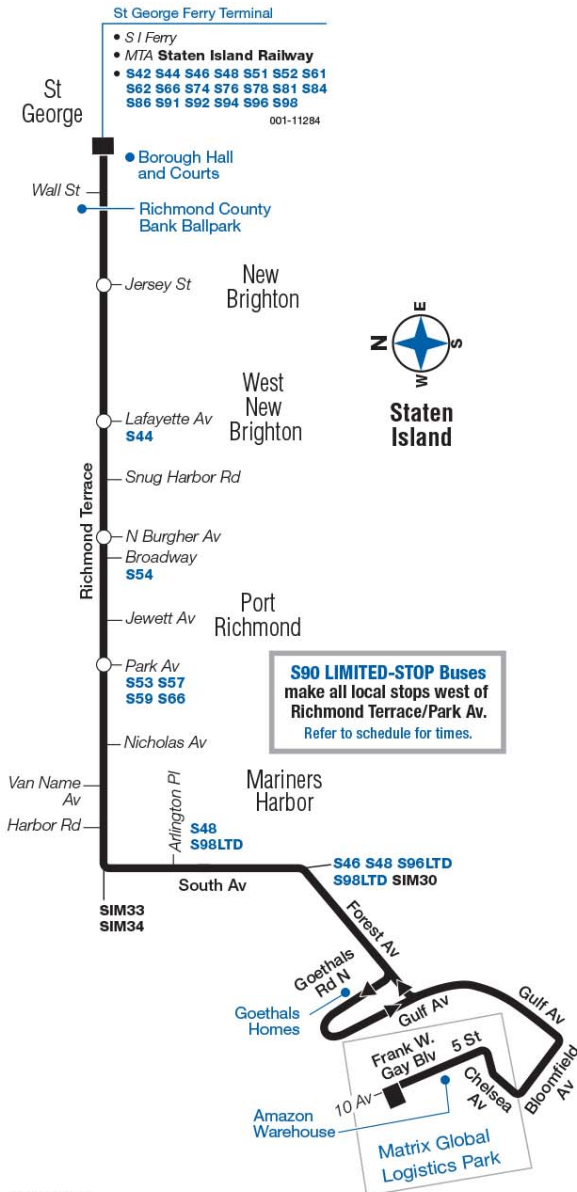 St George Ferry Terminal
• S I Ferry
• MTA Staten Island Railway
• S42 S44 S46 S48 S51 S52 S61
S62 S66 S74 S76 S78 S81 S84
S86 S91 S92 S94 S96 S98
001-11284
St
George
Borough Hall
and Courts
Wall St
Richmond County
Bank Ballpark
Jersey St
New
Brighton
N
E
S
W
Staten
Island
West
New
Brighton
Lafayette Av
S44
Snug Harbor Rd
Richmond Terrace
N Burgher Av
Broadway
S54
Jewett Av
Port
Richmond
Park Av
S53 S57
S59 S66
S90 LIMITED-STOP Buses
make all local stops west of
Richmond Terrace/Park Av.
Refer to schedule for times.
Nicholas Av
Van Name
Av
Mariners
Harbor
Harbor Rd
Arlington Pl
S48
S98LTD
South Av
S46 S48 S96LTD
S98LTD SIM30
SIM33
SIM34
Forest Av
Goethals
Rd N
Goethals
Homes
Gulf Av
Gulf Av
Bloomfield
Av
Chelsea
Av
5 St
Frank W.
Gay Blv
10 Av
Amazon
Warehouse
Matrix Global
Logistics Park